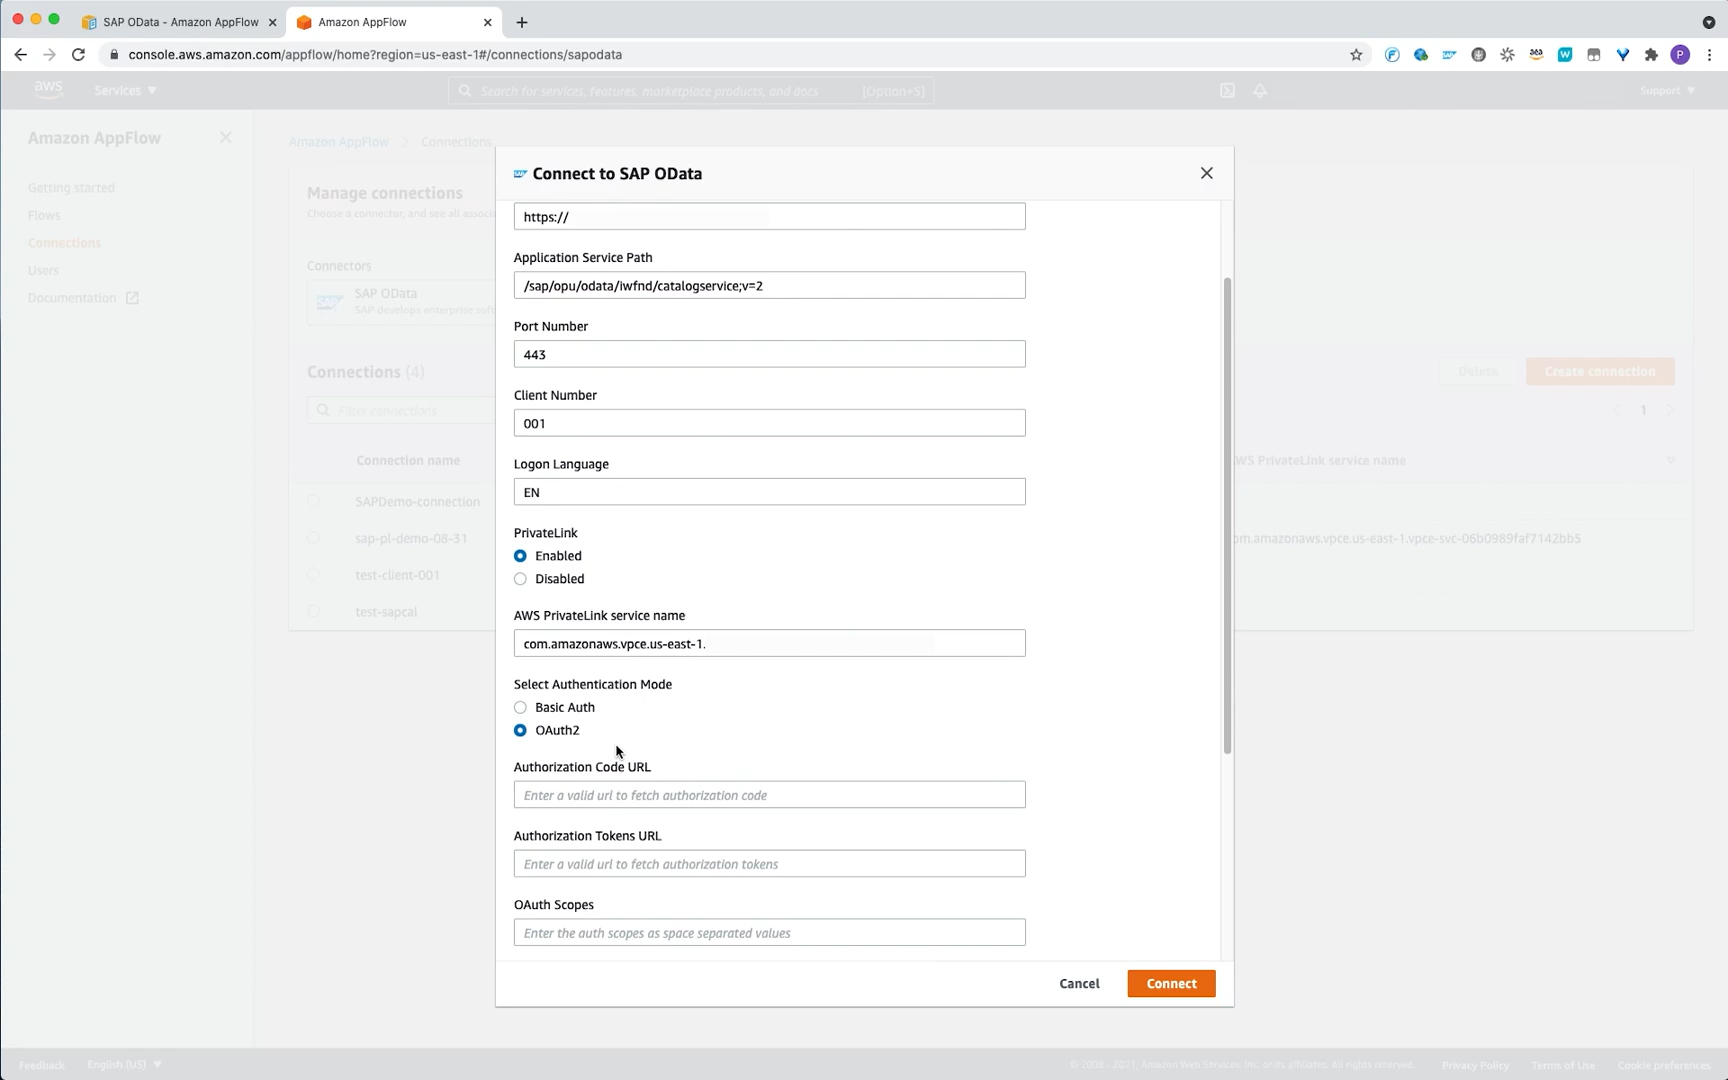 SAP OData - Amazon AppFlow
Amazon AppFlow
console.aws.amazon.com/appflow/home?region=us-east-1#/connections/sapodata
P
aws
Services
Search for services, features, marketplace products, and docs
[Option+S]
Support
Amazon AppFlow
Getting started
Flows
Connections
Users
Documentation
Amazon AppFlow
Connections
Manage connections
Choose a connector, and see all associ
Connectors
SAP
SAP OData
SAP develops enterprise soft
Connections (4)
Delete
Create connection
Filter connections
1
Connection name
WS PrivateLink service name
SAPDemo-connection
sap-pl-demo-08-31
om.amazonaws.vpce.us-east-1.vpce-svc-06b0989faf7142bb5
test-client-001
test-sapcal
SAP
Connect to SAP OData
https://
Application Service Path
/sap/opu/odata/iwfnd/catalogservice;v=2
Port Number
443
Client Number
001
Logon Language
EN
PrivateLink
Enabled
Disabled
AWS PrivateLink service name
com.amazonaws.vpce.us-east-1.
Select Authentication Mode
Basic Auth
OAuth2
Authorization Code URL
Enter a valid url to fetch authorization code
Authorization Tokens URL
Enter a valid url to fetch authorization tokens
OAuth Scopes
Enter the auth scopes as space separated values
Cancel
Connect
Feedback
English (US)
© 2008 - 2021, Amazon Web Services, Inc. or its affiliates. All rights reserved.
Privacy Policy
Terms of Use
Cookie preferences